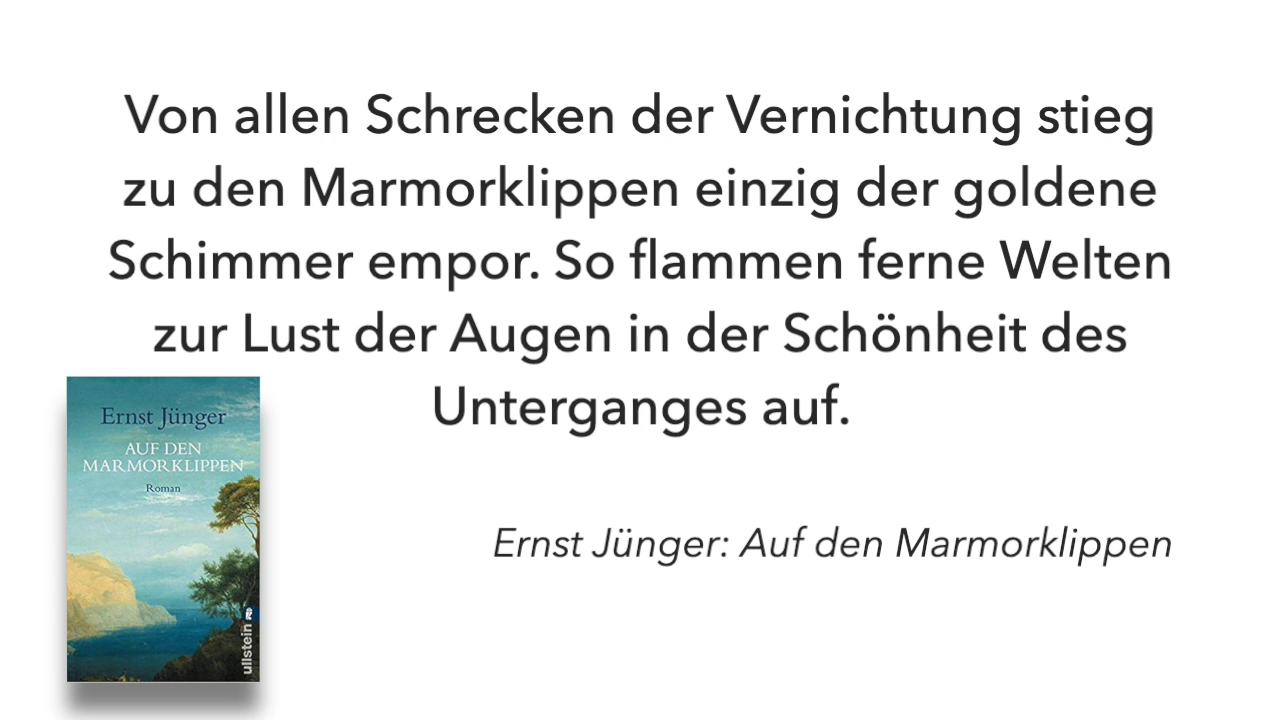 Von allen Schrecken der Vernichtung stieg
zu den Marmorklippen einzig der goldene
Schimmer empor. So flammen ferne Welten
zur Lust der Augen in der Schönheit des
Unterganges auf.
Ernst Jünger
AUF DEN
MARMORKLIPPEN
Roman
ullstein
Ernst Jünger: Auf den Marmorklippen